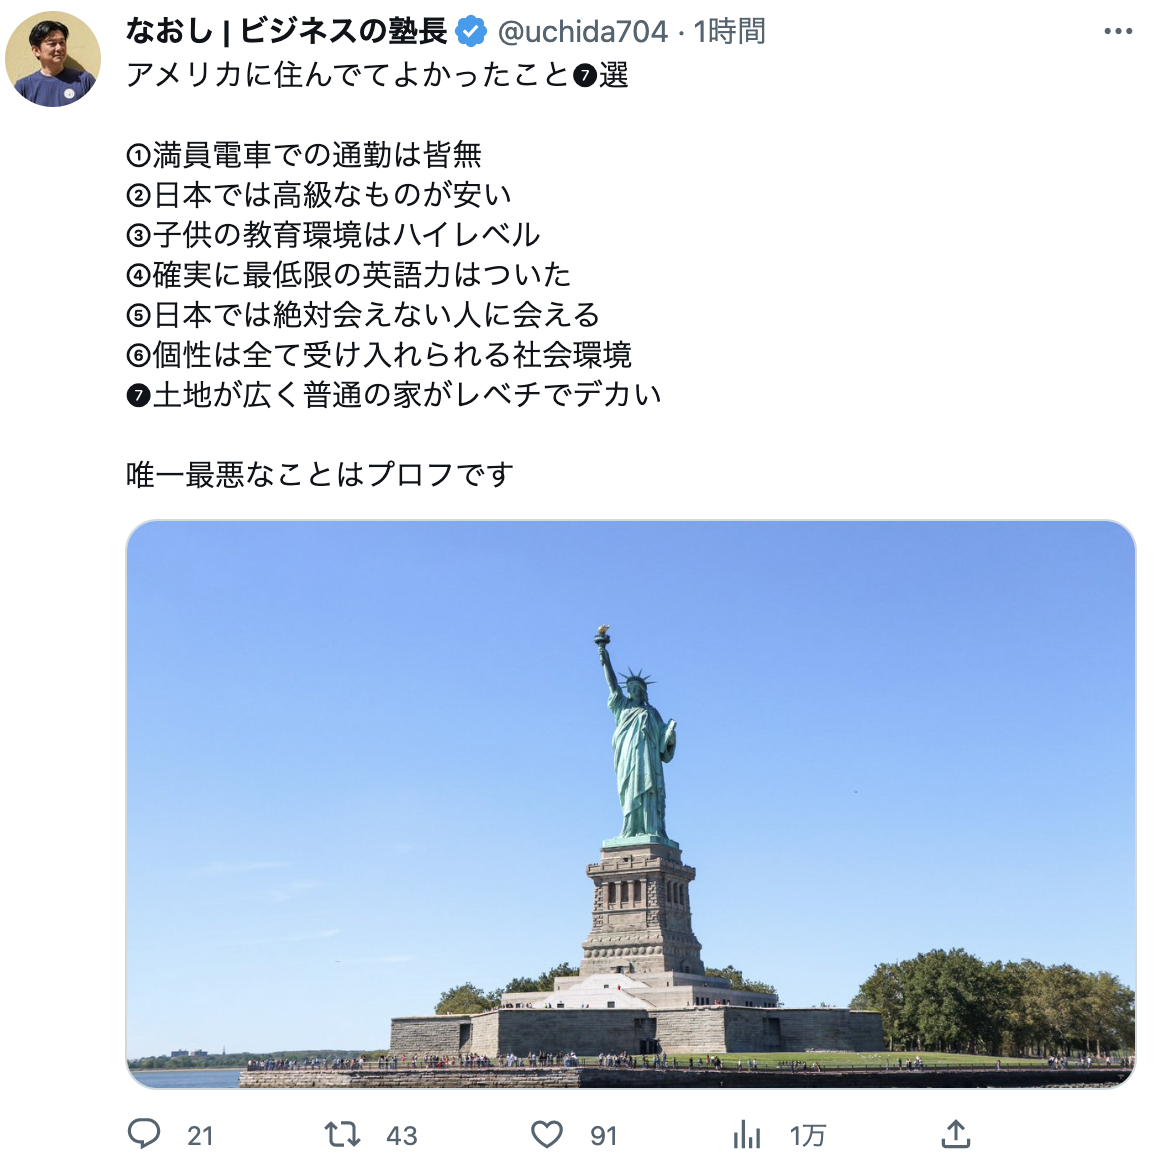 なおし | ビジネスの塾長 @uchida704 · 1時間
アメリカに住んでてよかったこと❼選
①満員電車での通勤は皆無
②日本では高級なものが安い
③子供の教育環境はハイレベル
④確実に最低限の英語力はついた
⑤日本では絶対会えない人に会える
⑥個性は全て受け入れられる社会環境
❼土地が広く普通の家がレベチでデカい
唯一最悪なことはプロフです
21 43 91 1万